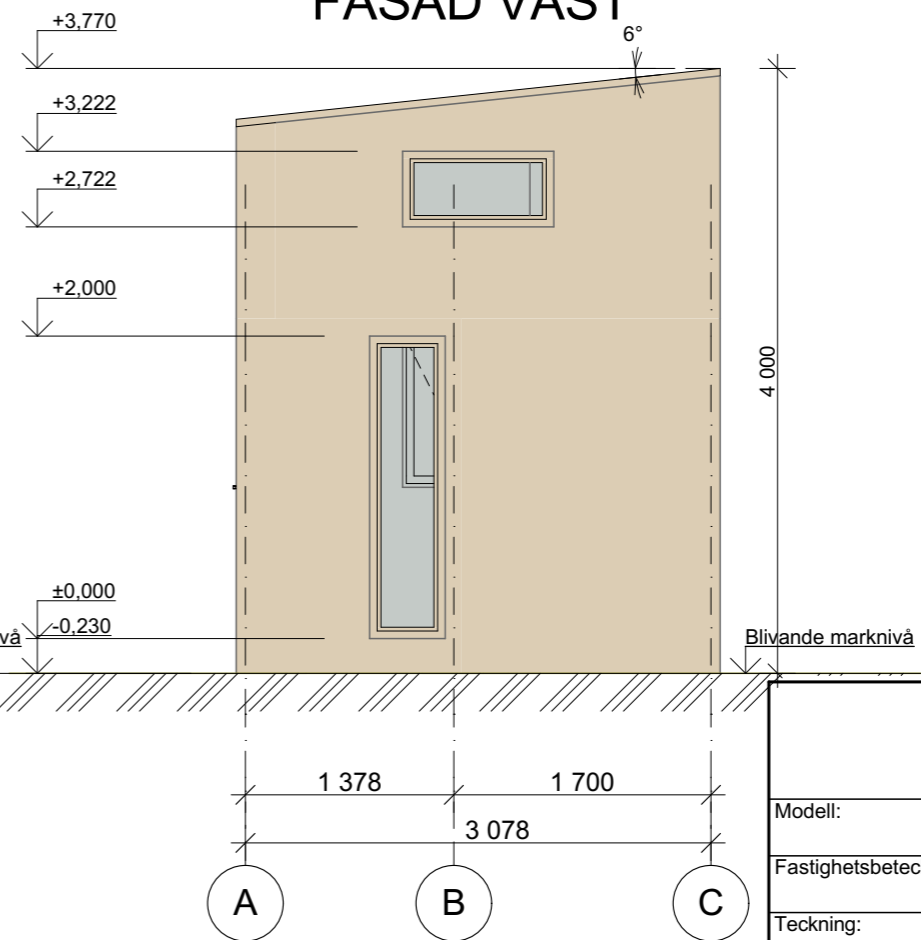 FASAD VÄST
+3,770
6°
+3,222
+2,722
+2,000
4 000
±0,000
-0,230
vå
Blivande marknivå
1 378
1 700
3 078
Modell:
Fastighetsbetec
Teckning:
A
B
C